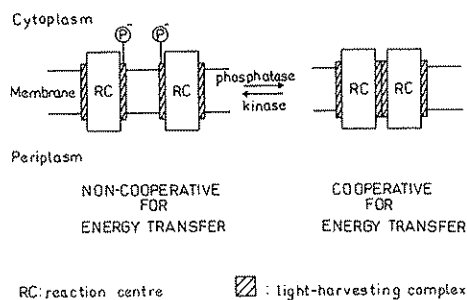 Cytoplasm
P⁻ P⁻
RC RC
RC RC
Membrane
phosphatase
kinase
Periplasm
NON-COOPERATIVE
FOR
ENERGY TRANSFER
COOPERATIVE
FOR
ENERGY TRANSFER
RC: reaction centre
: light-harvesting complex